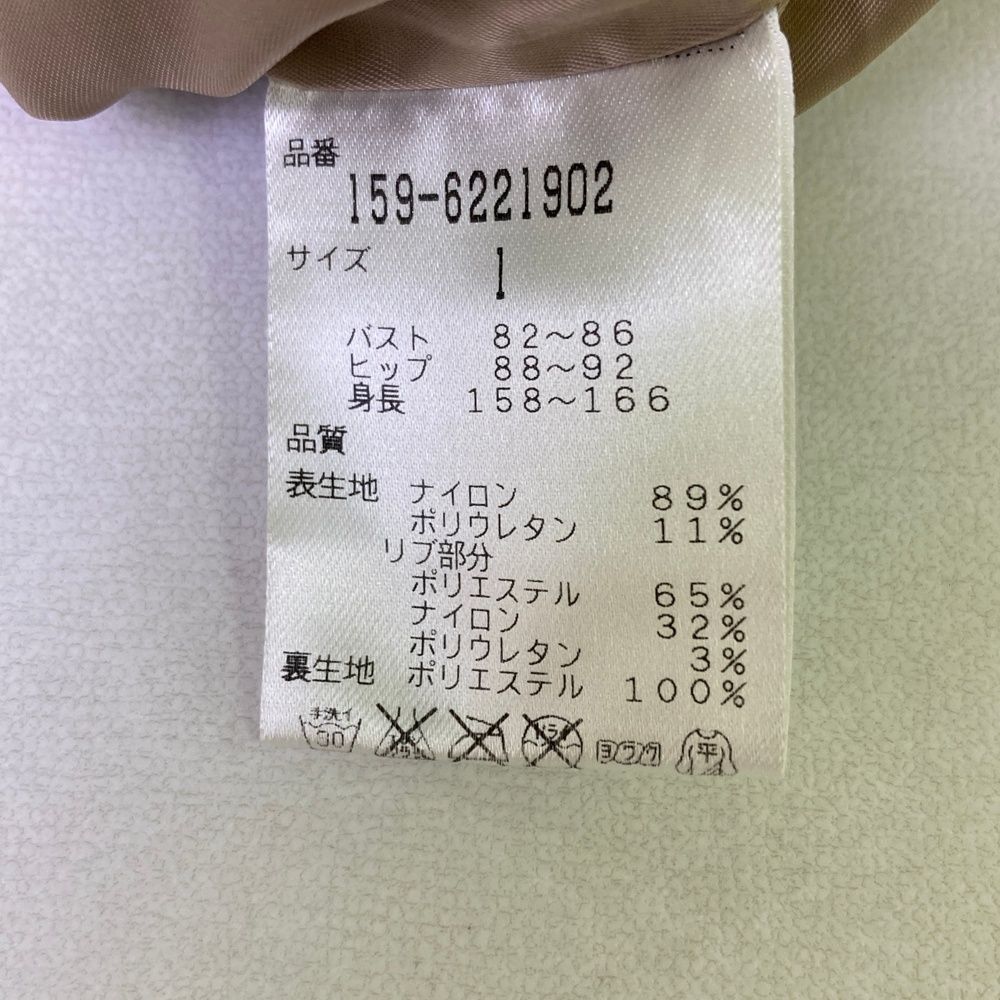 品番
159-6221902
サイズ 1
バスト 82〜86
ヒップ 88〜92
身長 158〜166
品質
表生地 ナイロン 89%
ポリウレタン 11%
リブ部分
ポリエステル 65%
ナイロン 32%
ポリウレタン 3%
裏生地 ポリエステル 100%
手洗イ 30 ヨワク 平